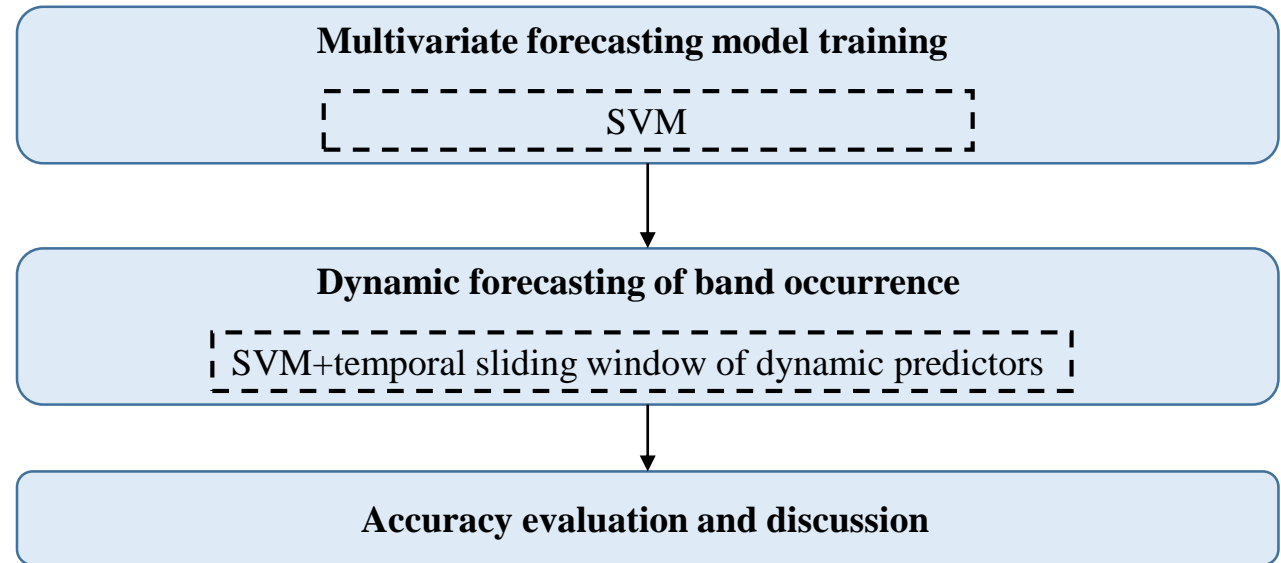 Multivariate forecasting model training
SVM
Dynamic forecasting of band occurrence
SVM+temporal sliding window of dynamic predictors
Accuracy evaluation and discussion